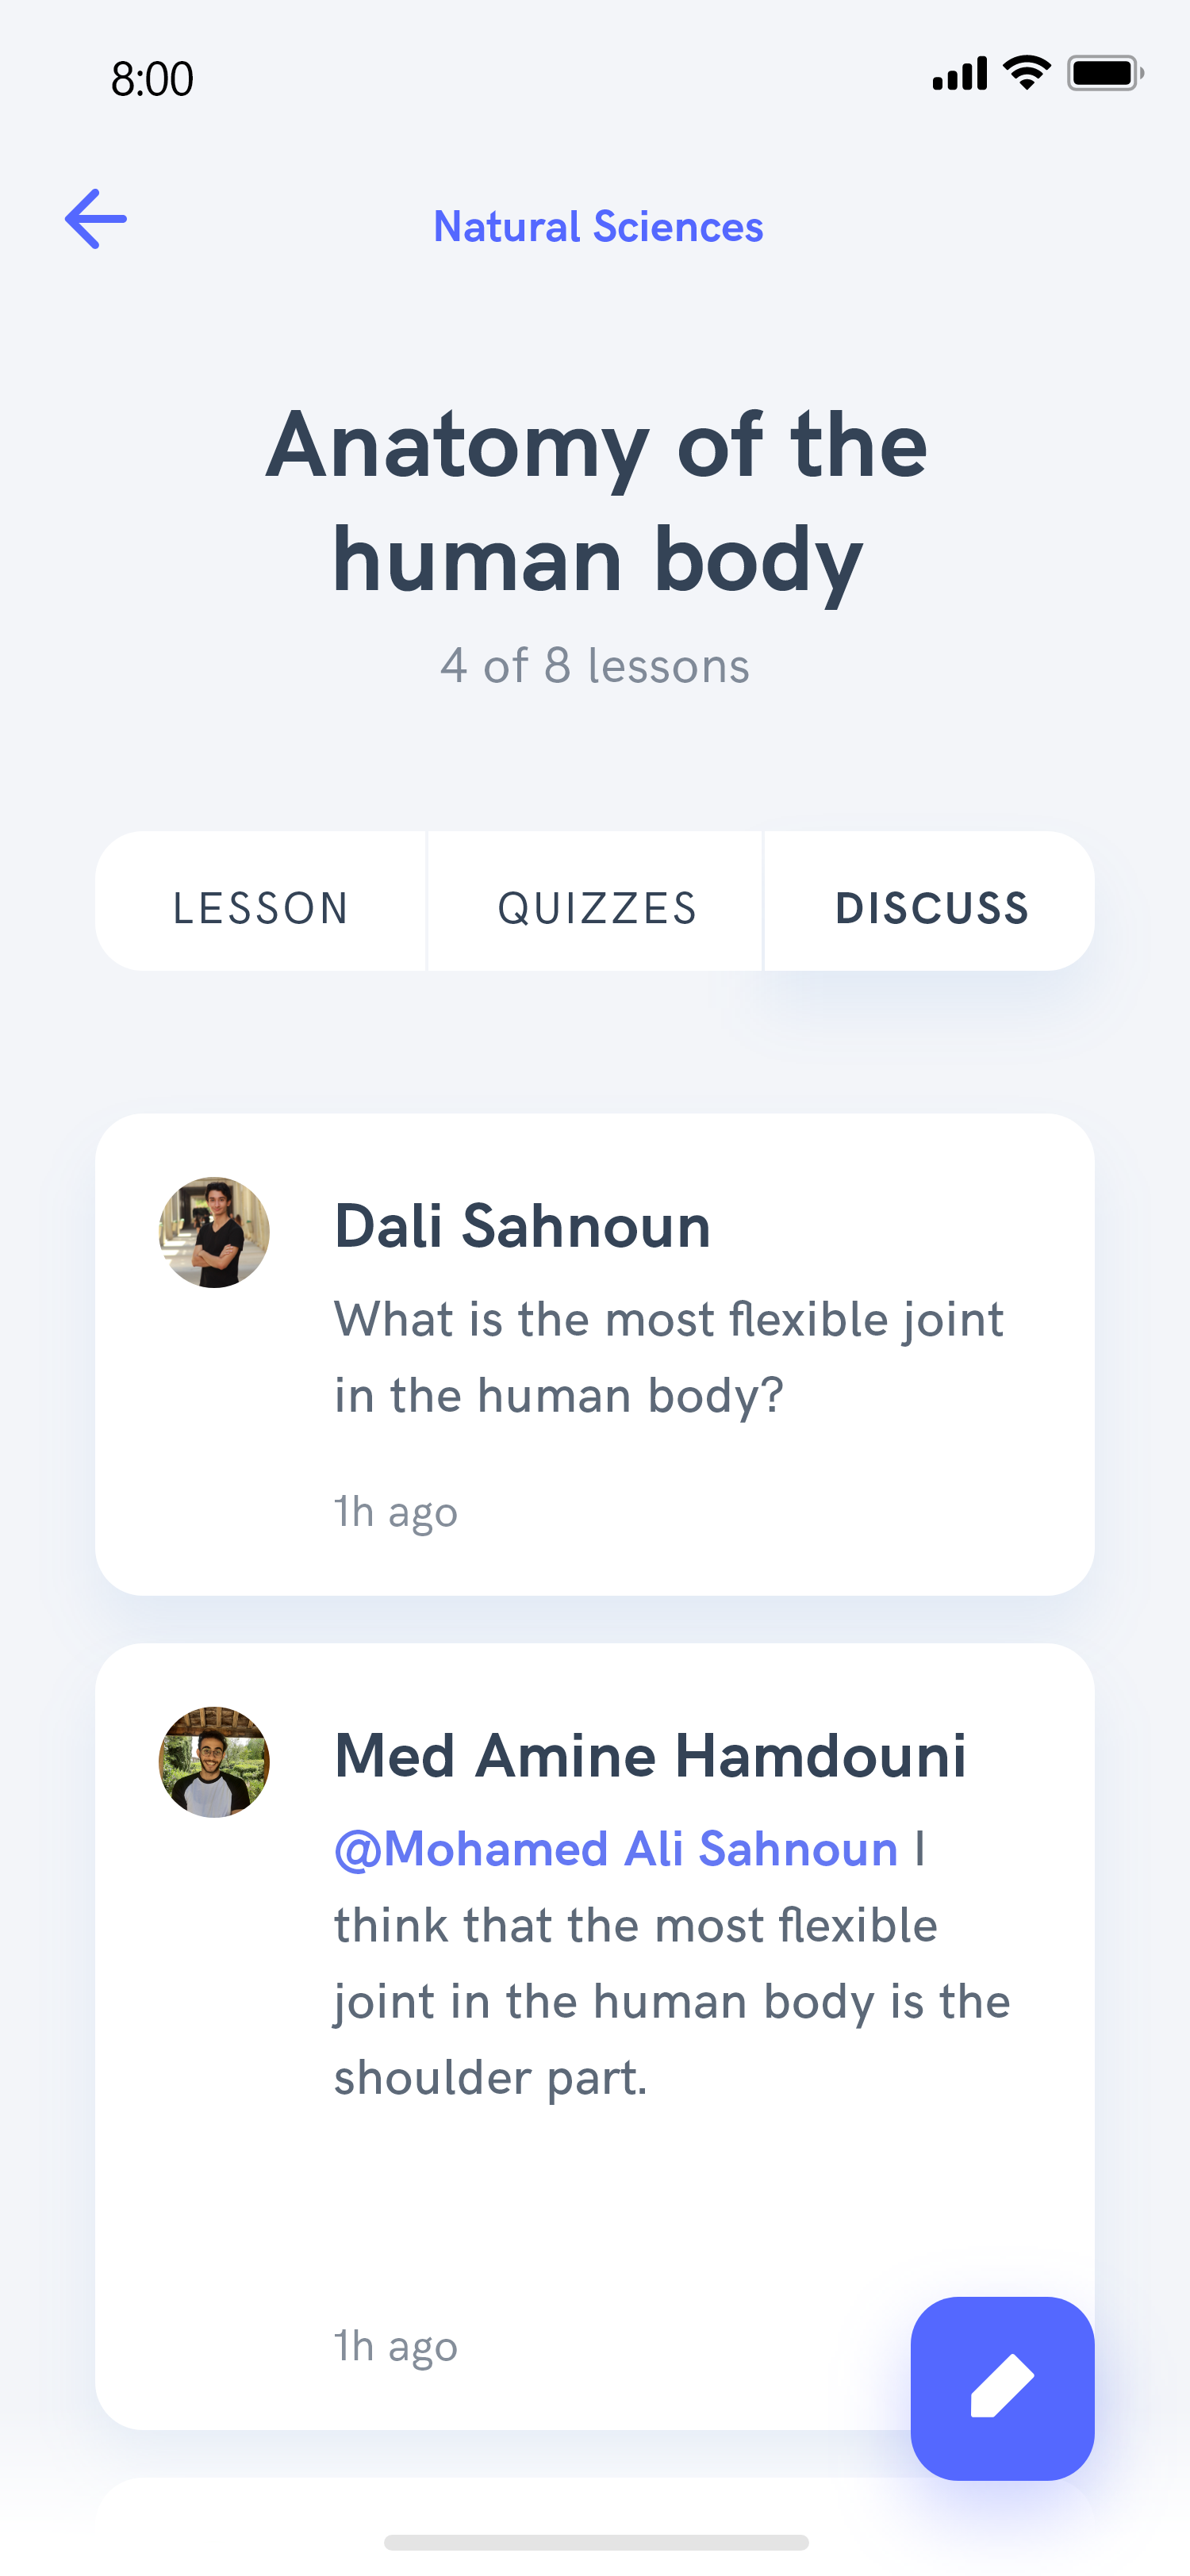 8:00
Natural Sciences
Anatomy of the
human body
4 of 8 lessons
LESSON
QUIZZES
DISCUSS
Dali Sahnoun
What is the most flexible joint
in the human body?
1h ago
Med Amine Hamdouni
@Mohamed Ali Sahnoun I
think that the most flexible
joint in the human body is the
shoulder part.
1h ago